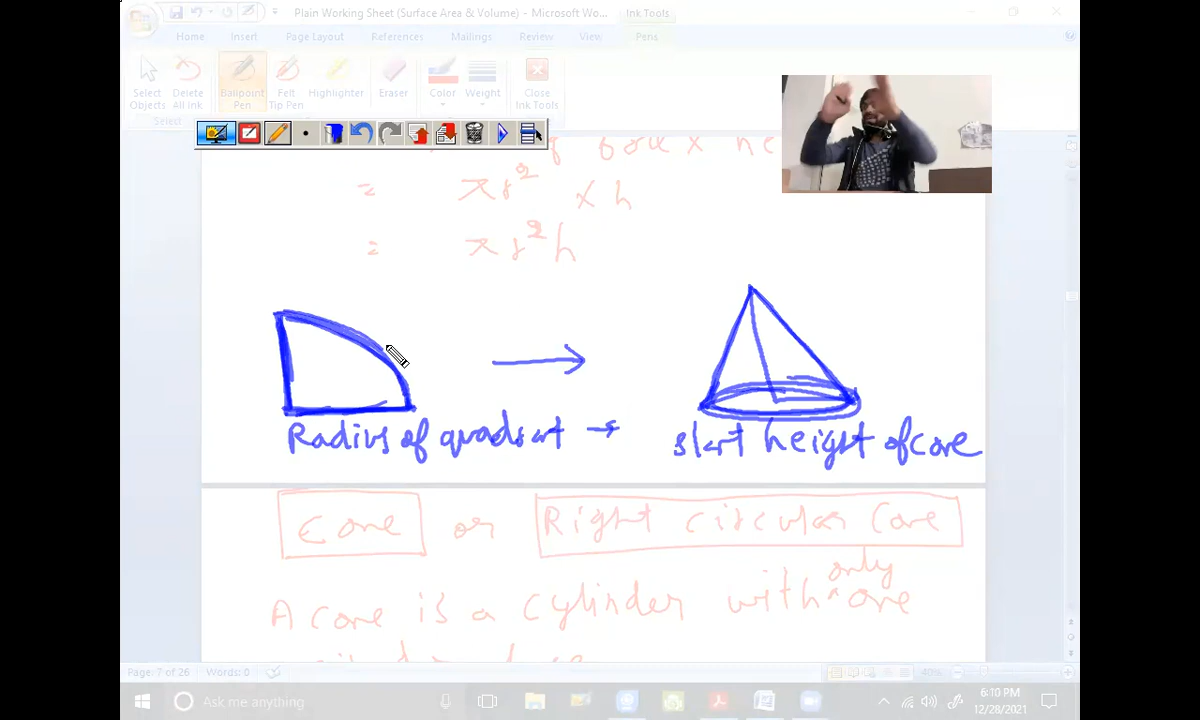 Plain Working Sheet (Surface Area & Volume) - Microsoft Wo...
Ink Tools
Home Insert Page Layout References Mailings Review View Pens
Select Objects
Delete All Ink
Ballpoint Pen
Felt Tip Pen
Highlighter
Eraser
Color
Weight
Close Ink Tools
Select
= πr² × h
= πr²h
Radius of quadrant → slant height of cone
Cone or Right circular Cone
only
A cone is a cylinder with ^ one
Page: 7 of 26 Words: 0 40%
Ask me anything
6:10 PM
12/28/2021